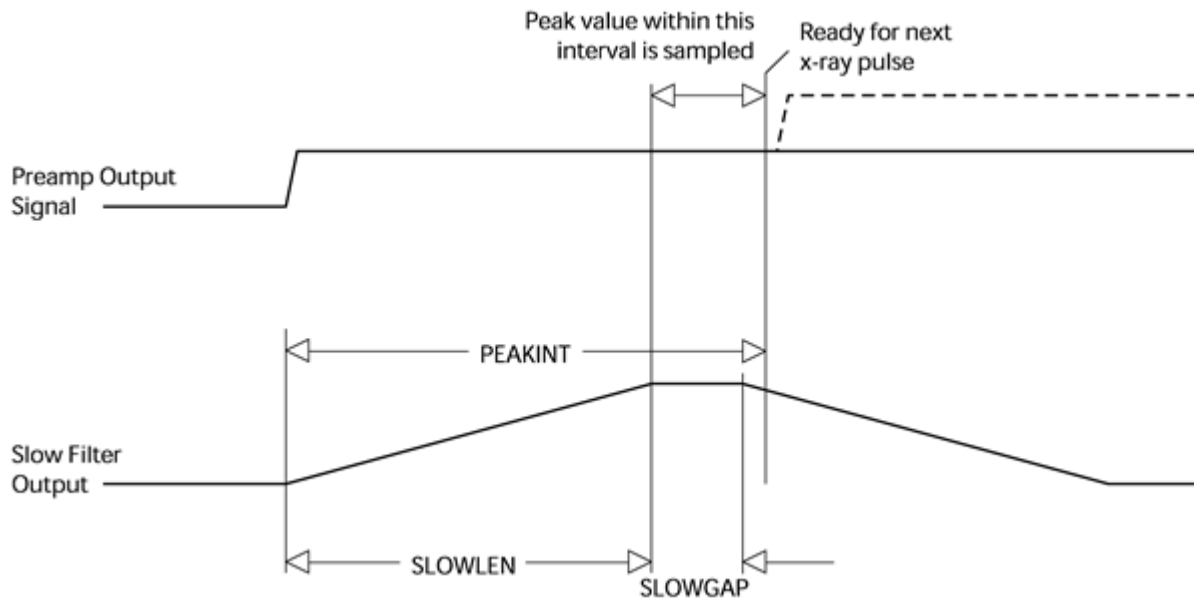 Peak value within this
interval is sampled
Ready for next
x-ray pulse
Preamp Output
Signal
PEAKINT
Slow Filter
Output
SLOWLEN
SLOWGAP